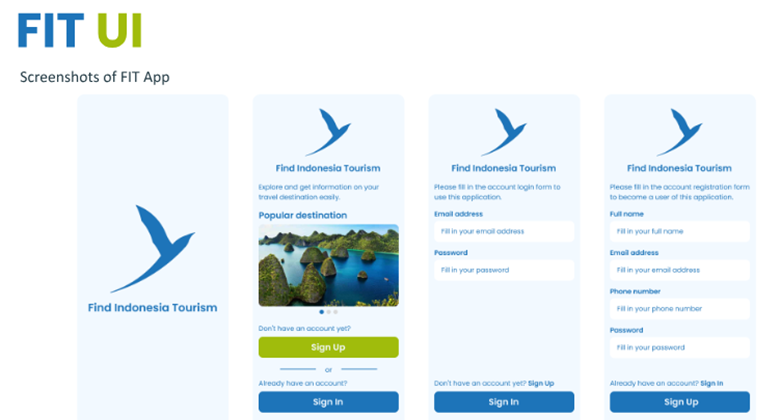 FIT UI
Screenshots of FIT App
Find Indonesia Tourism
Find Indonesia Tourism
Explore and get information on your
travel destination easily.
Popular destination
Don't have an account yet?
Sign Up
or
Already have an account?
Sign In
Find Indonesia Tourism
Please fill in the account login form to
use this application.
Email address
Fill in your email address
Password
Fill in your password
Don't have an account yet? Sign Up
Sign In
Find Indonesia Tourism
Please fill in the account registration form
to become a user of this application.
Full name
Fill in your full name
Email address
Fill in your email address
Phone number
Fill in your phone number
Password
Fill in your password
Already have an account? Sign In
Sign Up